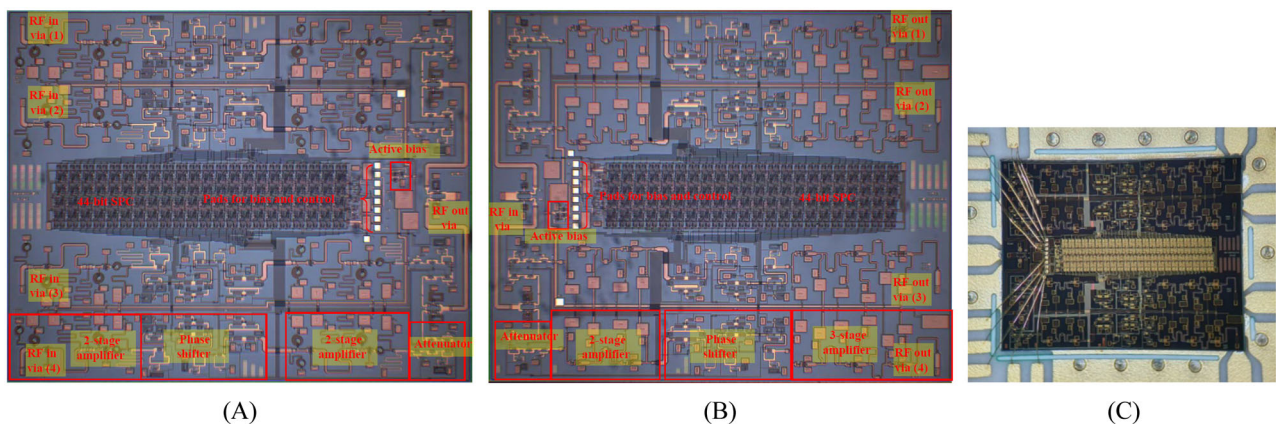 RF in
via (1)
RF in
via (2)
Active bias
44 Bit SPC
Pads for bias and control
RF out
via
RF in
via (3)
RF in
via (4)
2-stage
amplifier
Phase
shifter
2-stage
amplifier
Attenuator
(A)
RF out
via (1)
RF out
via (2)
Pads for bias and control
44 Bit SPC
RF in
via
Active bias
RF out
via (3)
Attenuator
2-stage
amplifier
Phase
shifter
3-stage
amplifier
RF out
via (4)
(B)
(C)